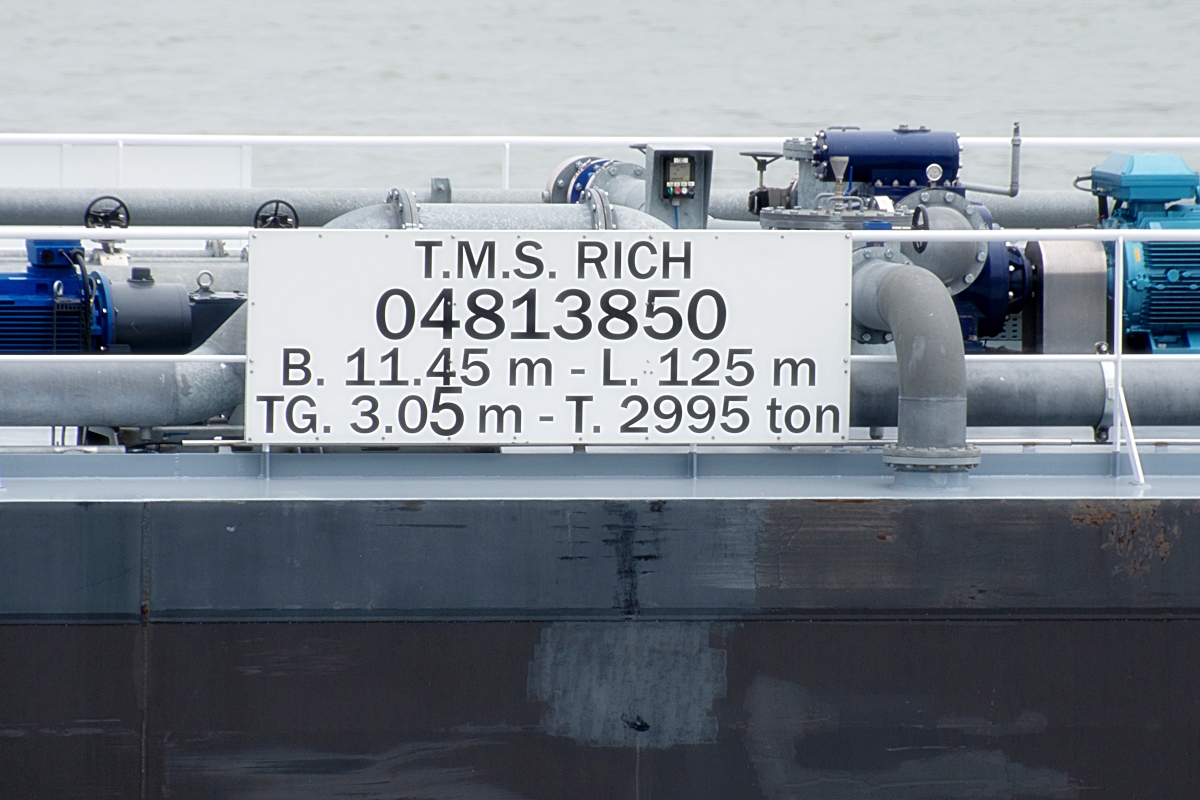 T.M.S. RICH
04813850
B. 11.45 m - L. 125 m
TG. 3.05 m - T. 2995 ton